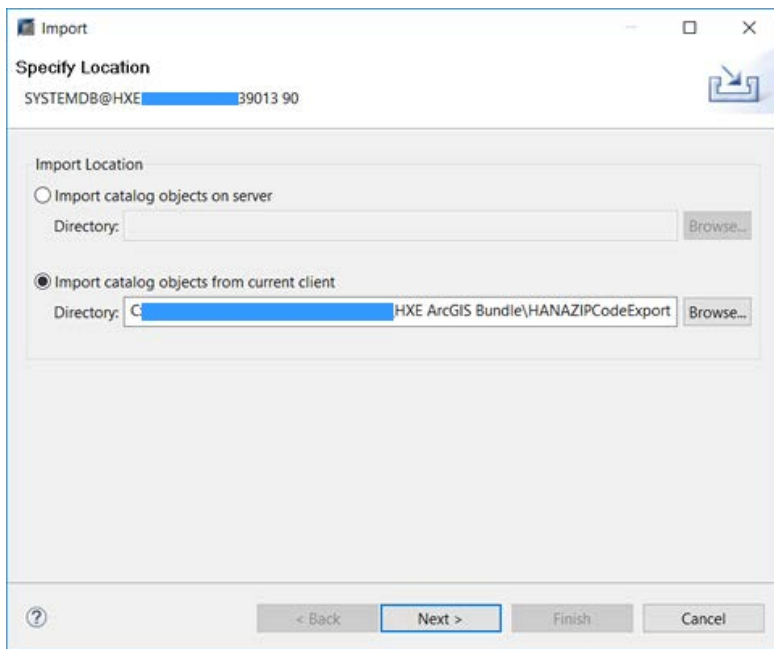 Import
Specify Location
SYSTEMDB@HXE 39013 90
Import Location
Import catalog objects on server
Directory: Browse...
Import catalog objects from current client
Directory: C: HXE ArcGIS Bundle\HANAZIPCodeExport Browse...
? < Back Next > Finish Cancel